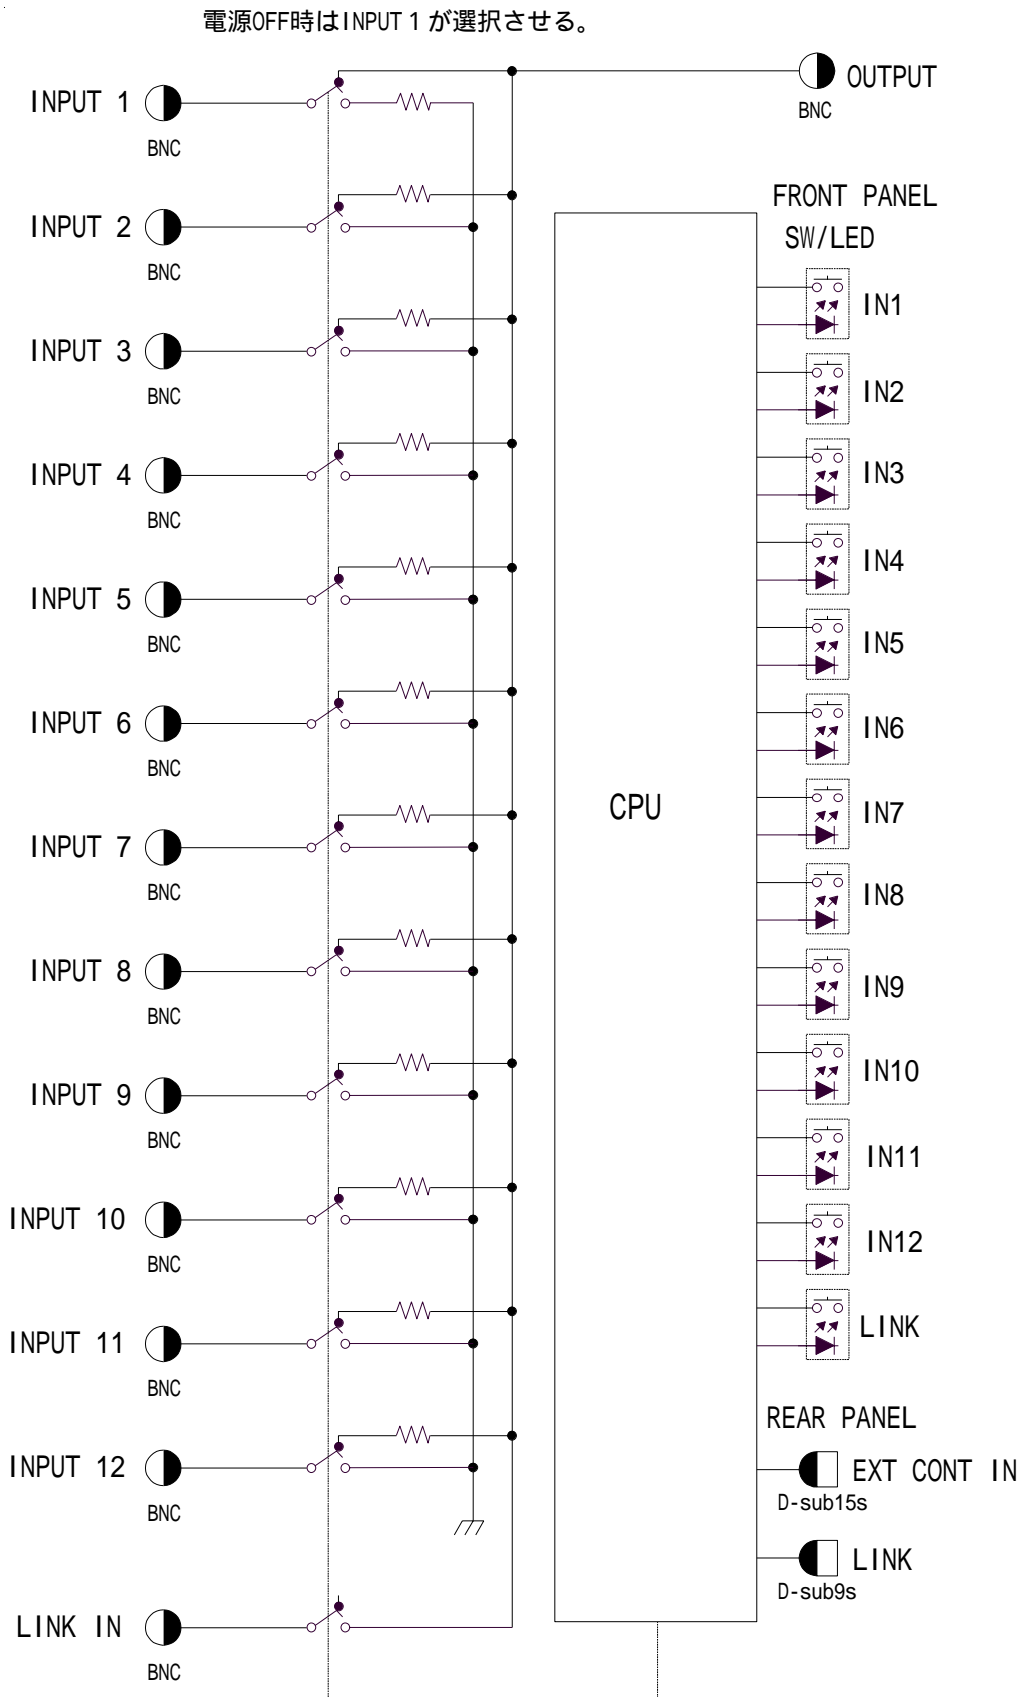 電源OFF時はINPUT１が選択させる。
INPUT 1
BNC
OUTPUT
BNC
INPUT 2
BNC
INPUT 3
BNC
INPUT 4
BNC
INPUT 5
BNC
INPUT 6
BNC
INPUT 7
BNC
INPUT 8
BNC
INPUT 9
BNC
INPUT 10
BNC
INPUT 11
BNC
INPUT 12
BNC
LINK IN
BNC
CPU
FRONT PANEL
SW/LED
IN1
IN2
IN3
IN4
IN5
IN6
IN7
IN8
IN9
IN10
IN11
IN12
LINK
REAR PANEL
EXT CONT IN
D-sub15s
LINK
D-sub9s